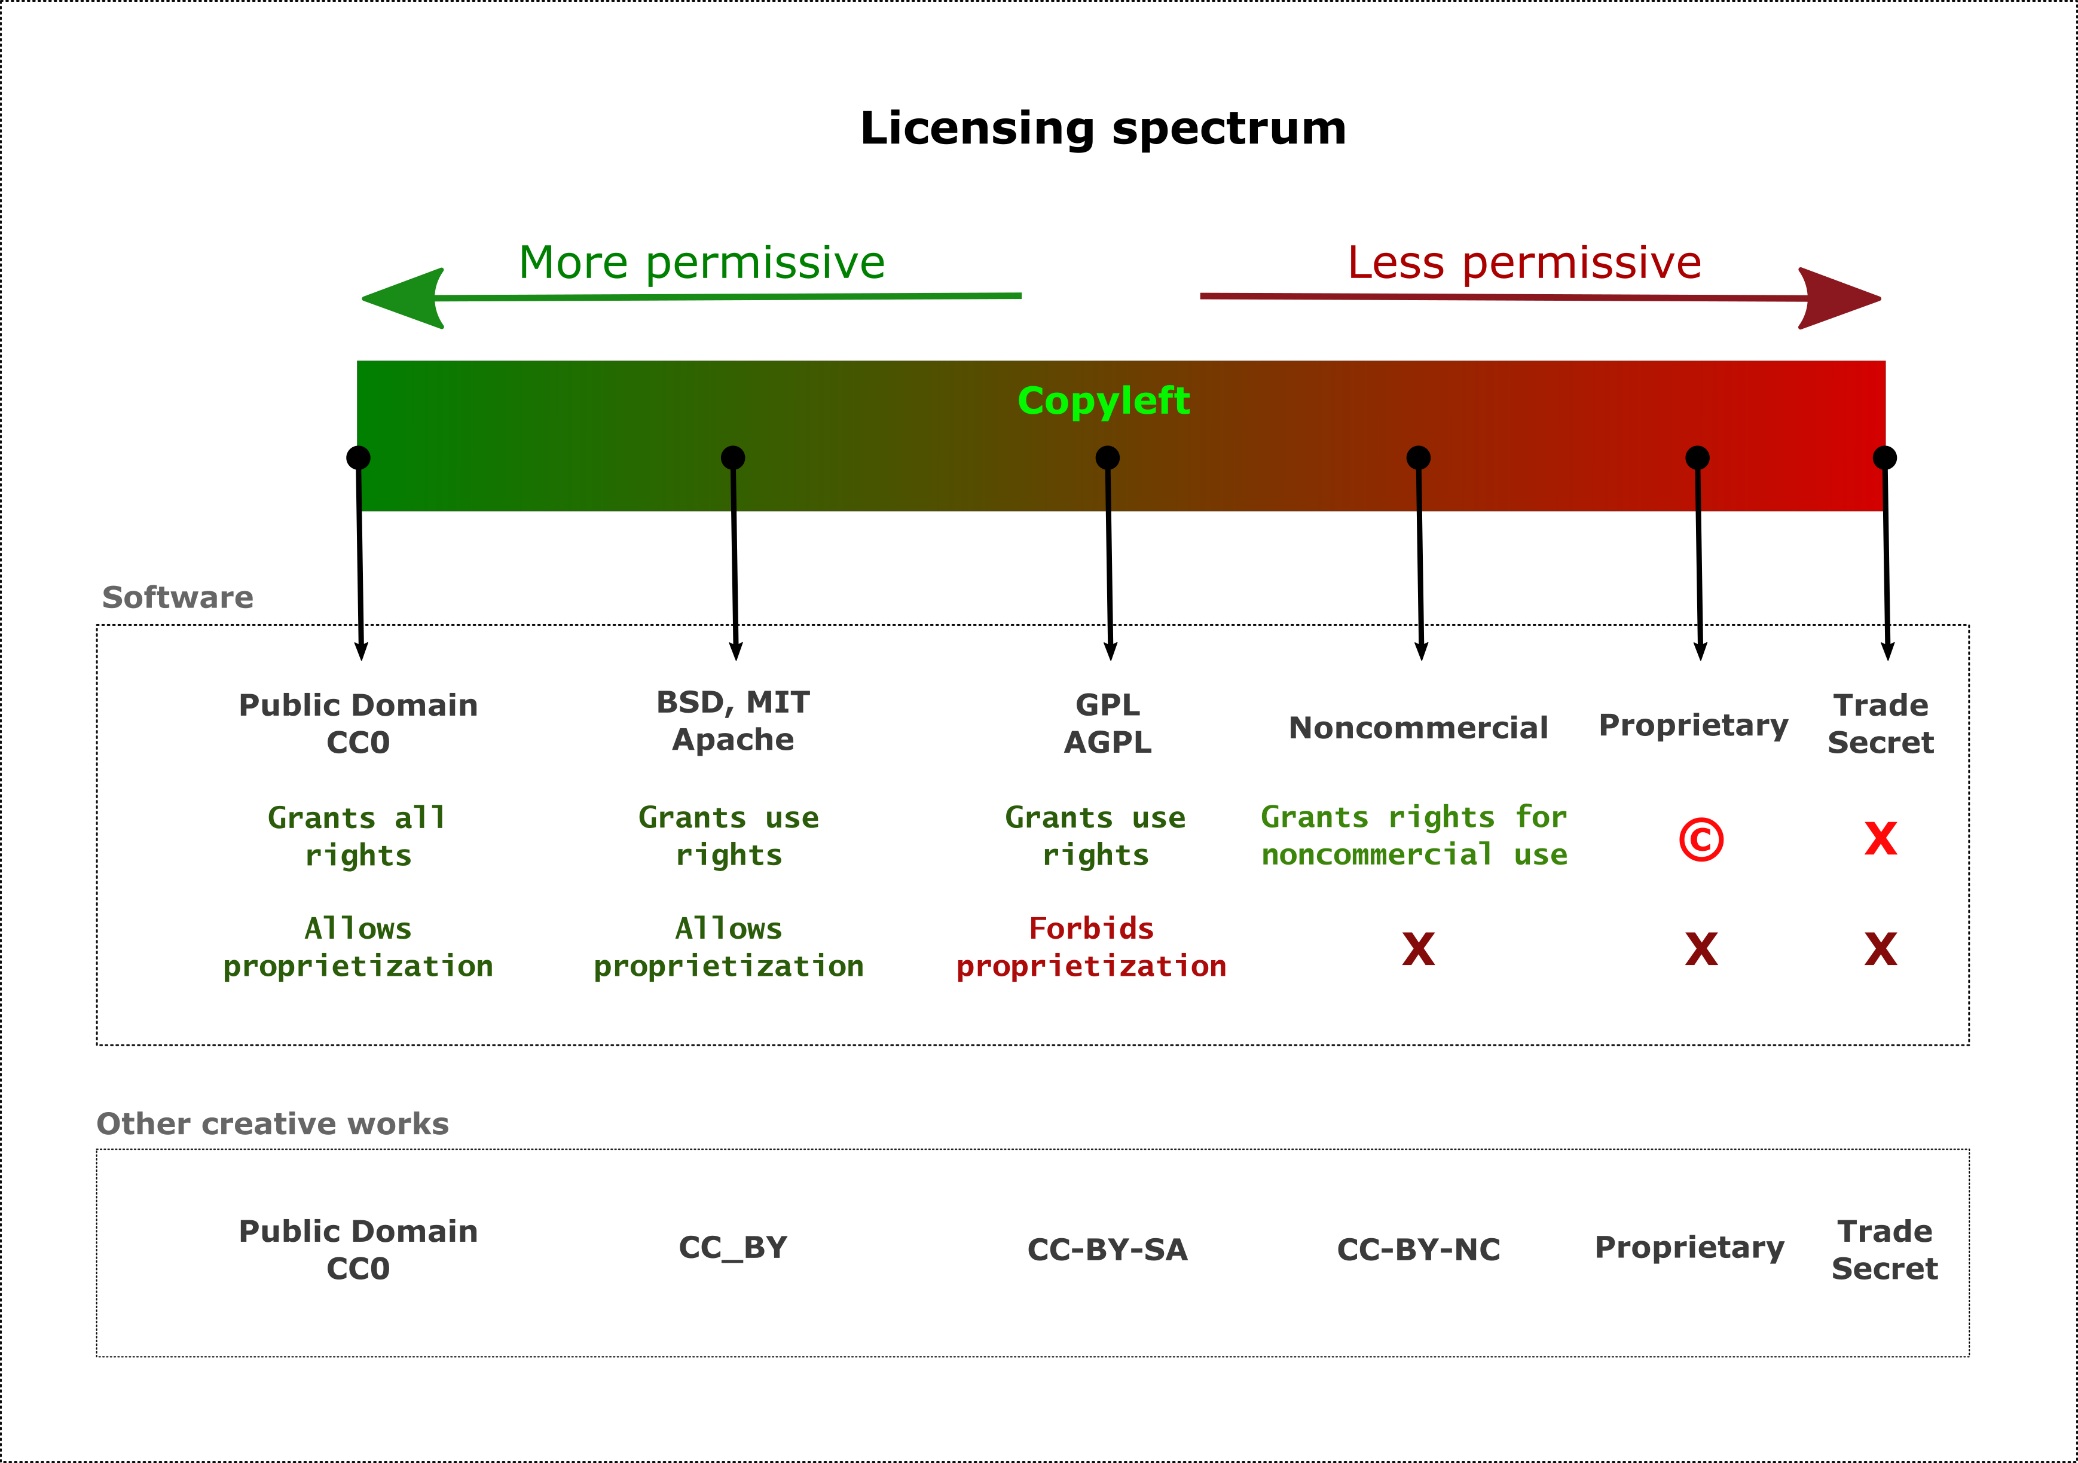 Licensing spectrum
More permissive
Less permissive
Copyleft
Software
Public Domain
CC0
BSD, MIT
Apache
GPL
AGPL
Noncommercial
Proprietary
Trade
Secret
Grants all
rights
Grants use
rights
Grants use
rights
Grants rights for
noncommercial use
©
X
Allows
proprietization
Allows
proprietization
Forbids
proprietization
X
X
X
Other creative works
Public Domain
CC0
CC_BY
CC-BY-SA
CC-BY-NC
Proprietary
Trade
Secret